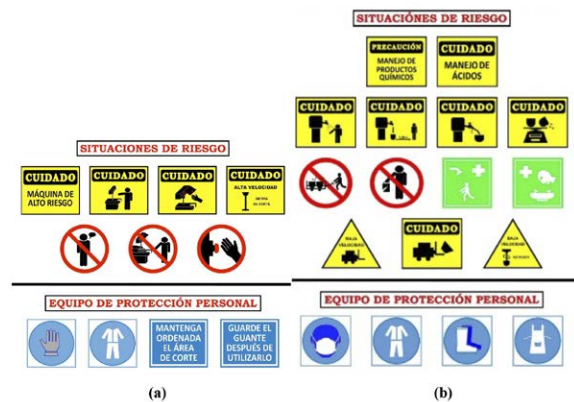 SITUACIONES DE RIESGO
CUIDADO
MÁQUINA DE
ALTO RIESGO
CUIDADO
CUIDADO
CUIDADO
ALTA VELOCIDAD
EQUIPO DE PROTECCIÓN PERSONAL
MANTENGA
ORDENADA
EL ÁREA
DE CORTE
GUARDE EL
GUANTE
DESPUÉS DE
UTILIZARLO
(a)
SITUACIÓNES DE RIESGO
PRECAUCIÓN
MANEJO DE
PRODUCTOS
QUÍMICOS
CUIDADO
MANEJO DE
ÁCIDOS
CUIDADO
CUIDADO
CUIDADO
CUIDADO
BAJA
VELOCIDAD
CUIDADO
BAJA
VELOCIDAD
EQUIPO DE PROTECCIÓN PERSONAL
(b)